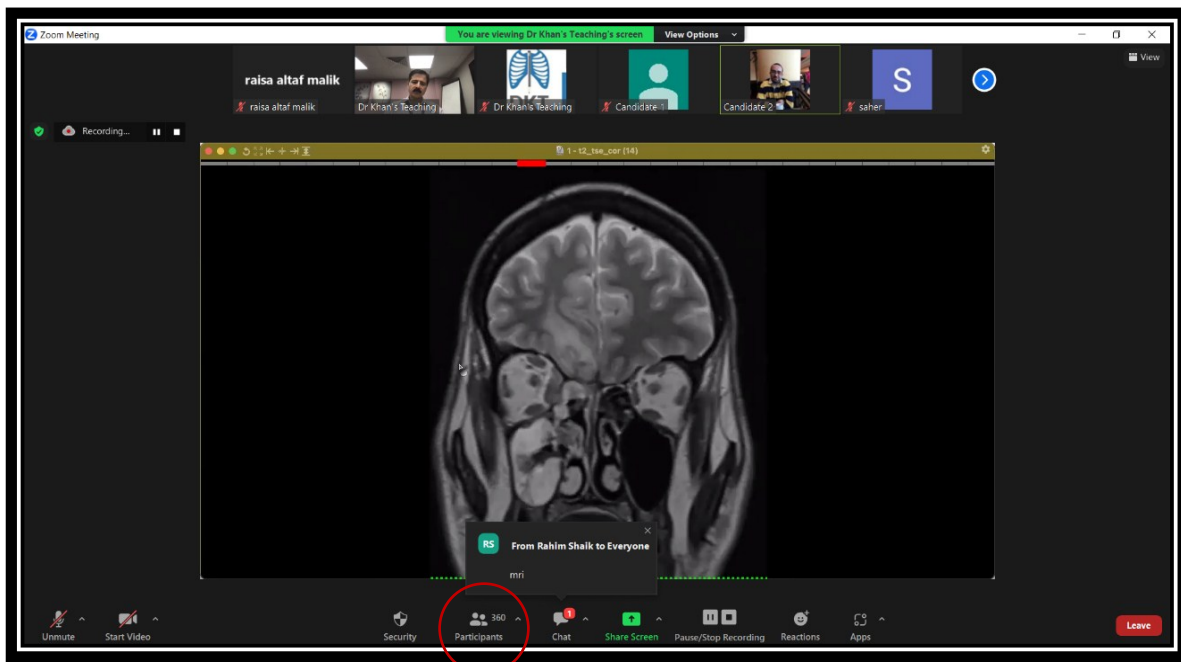 Zoom Meeting
You are viewing Dr Khan's Teaching's screen
View Options
View
raisa altaf malik
S
raisa altaf malik
Dr Khan's Teaching
Dr Khan's Teaching
Candidate 1
Candidate 2
saher
Recording...
1 - t2_tse_cor (14)
RS
From Rahim Shaik to Everyone
mri
360
1
Unmute
Start Video
Security
Participants
Chat
Share Screen
Pause/Stop Recording
Reactions
Apps
Leave